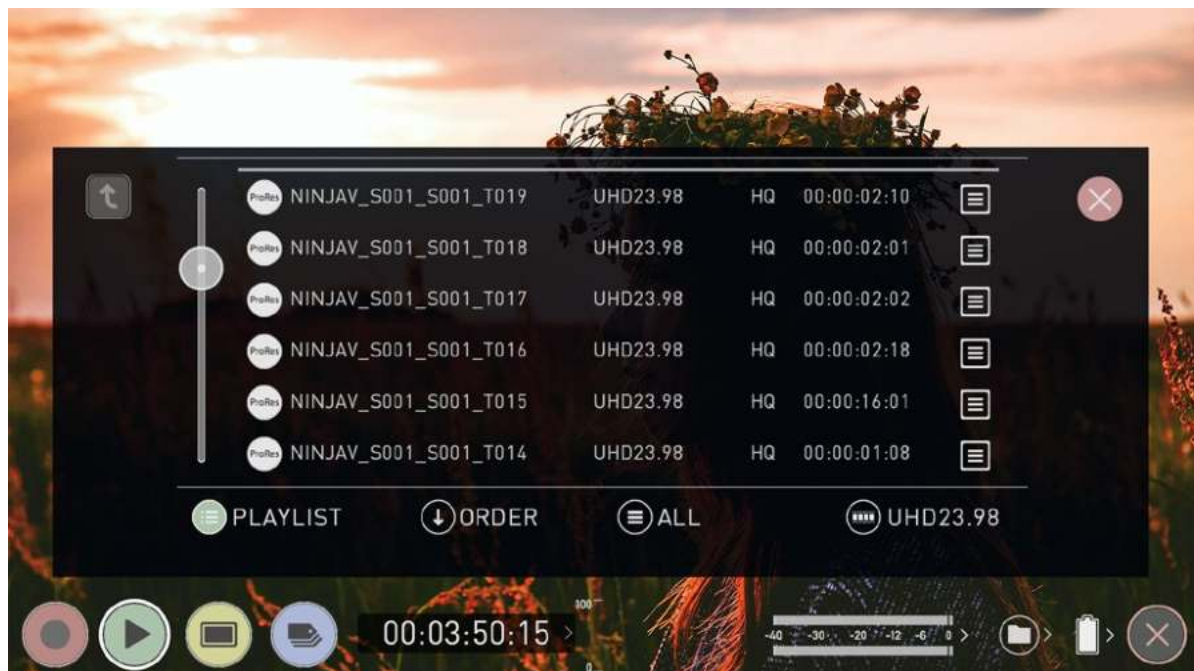 ProRes NINJAV_S001_S001_T019 UHD23.98 HQ 00:00:02:10
ProRes NINJAV_S001_S001_T018 UHD23.98 HQ 00:00:02:01
ProRes NINJAV_S001_S001_T017 UHD23.98 HQ 00:00:02:02
ProRes NINJAV_S001_S001_T016 UHD23.98 HQ 00:00:02:18
ProRes NINJAV_S001_S001_T015 UHD23.98 HQ 00:00:16:01
ProRes NINJAV_S001_S001_T014 UHD23.98 HQ 00:00:01:08
PLAYLIST ORDER ALL UHD23.98
100
00:03:50:15 > -40 -30 -20 -12 -6 0 > > >
0